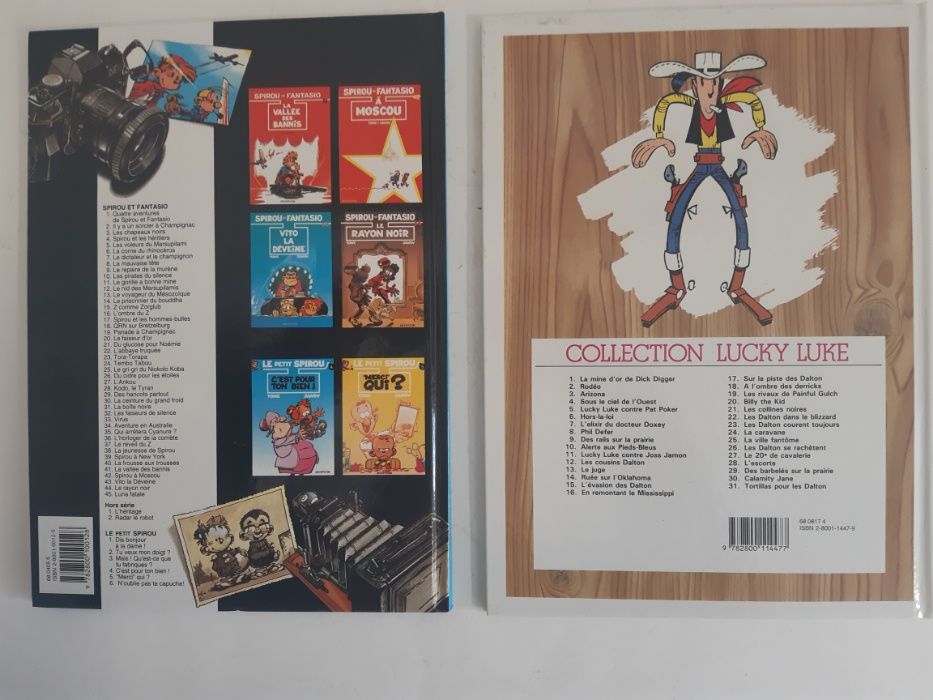 SPIROU ET FANTASIO
1. Quatre aventures
de Spirou et Fantasio
2. Il y a un sorcier à Champignac
3. Les chapeaux noirs
4. Spirou et les héritiers
5. Les voleurs du Marsupilami
6. La corne du rhinocéros
7. Le dictateur et le champignon
8. La mauvaise tête
9. Le repaire de la murène
10. Les pirates du silence
11. Le gorille a bonne mine
12. Le nid des Marsupilamis
13. Le voyageur du Mésozoïque
14. Le prisonnier du bouddha
15. Z comme Zorglub
16. L'ombre du Z
17. Spirou et les hommes-bulles
18. QRN sur Bretzelburg
19. Panade à Champignac
20. Le faiseur d'or
21. Du glucose pour Noémie
22. L'abbaye truquée
23. Tora-Torapa
24. Tembo Tabou
25. Le gri-gri du Niokolo Koba
26. Du cidre pour les étoiles
27. L'Ankou
28. Kodo, le Tyran
29. Des haricots partout
30. La ceinture du grand froid
31. La boîte noire
32. Les faiseurs de silence
33. Virus
34. Aventure en Australie
35. Qui arrêtera Cyanure ?
36. L'horloger de la comète
37. Le réveil du Z
38. La jeunesse de Spirou
39. Spirou à New York
40. La frousse aux trousses
41. La vallée des bannis
42. Spirou à Moscou
43. Vito la Déveine
44. Le rayon noir
45. Luna fatale
Hors série
1. L'héritage
2. Radar le robot
LE PETIT SPIROU
1. Dis bonjour
à la dame !
2. Tu veux mon doigt ?
3. Mais ! Qu'est-ce que
tu fabriques ?
4. C'est pour ton bien !
5. "Merci" qui ?
6. N'oublie pas ta capuche!
9 782800 100128
SPIROU et FANTASIO
LA
VALLEE
DES
BANNIS
SPIROU et FANTASIO
A
MOSCOU
SPIROU et FANTASIO
VITO
LA
DEVEINE
TOME JANRY
SPIROU et FANTASIO
LE
RAYON NOIR
TOME JANRY
LE PETIT SPIROU
C'EST POUR
TON BIEN !
TOME JANRY
LE PETIT SPIROU
"MERCI"
QUI?
TOME JANRY
COLLECTION LUCKY LUKE
1. La mine d'or de Dick Digger
2. Rodéo
3. Arizona
4. Sous le ciel de l'Ouest
5. Lucky Luke contre Pat Poker
6. Hors-la-loi
7. L'elixir du docteur Doxey
8. Phil Defer
9. Des rails sur la prairie
10. Alerte aux Pieds-Bleus
11. Lucky Luke contre Joss Jamon
12. Les cousins Dalton
13. Le juge
14. Ruée sur l'Oklahoma
15. L'évasion des Dalton
16. En remontant le Mississippi
17. Sur la piste des Dalton
18. A l'ombre des derricks
19. Les rivaux de Painful Gulch
20. Billy the Kid
21. Les collines noires
22. Les Dalton dans le blizzard
23. Les Dalton courent toujours
24. La caravane
25. La ville fantôme
26. Les Dalton se rachètent
27. Le 20e de cavalerie
28. L'escorte
29. Des barbelés sur la prairie
30. Calamity Jane
31. Tortillas pour les Dalton
68 0817 4
ISBN 2-8001-1447-9
9 782800 114477